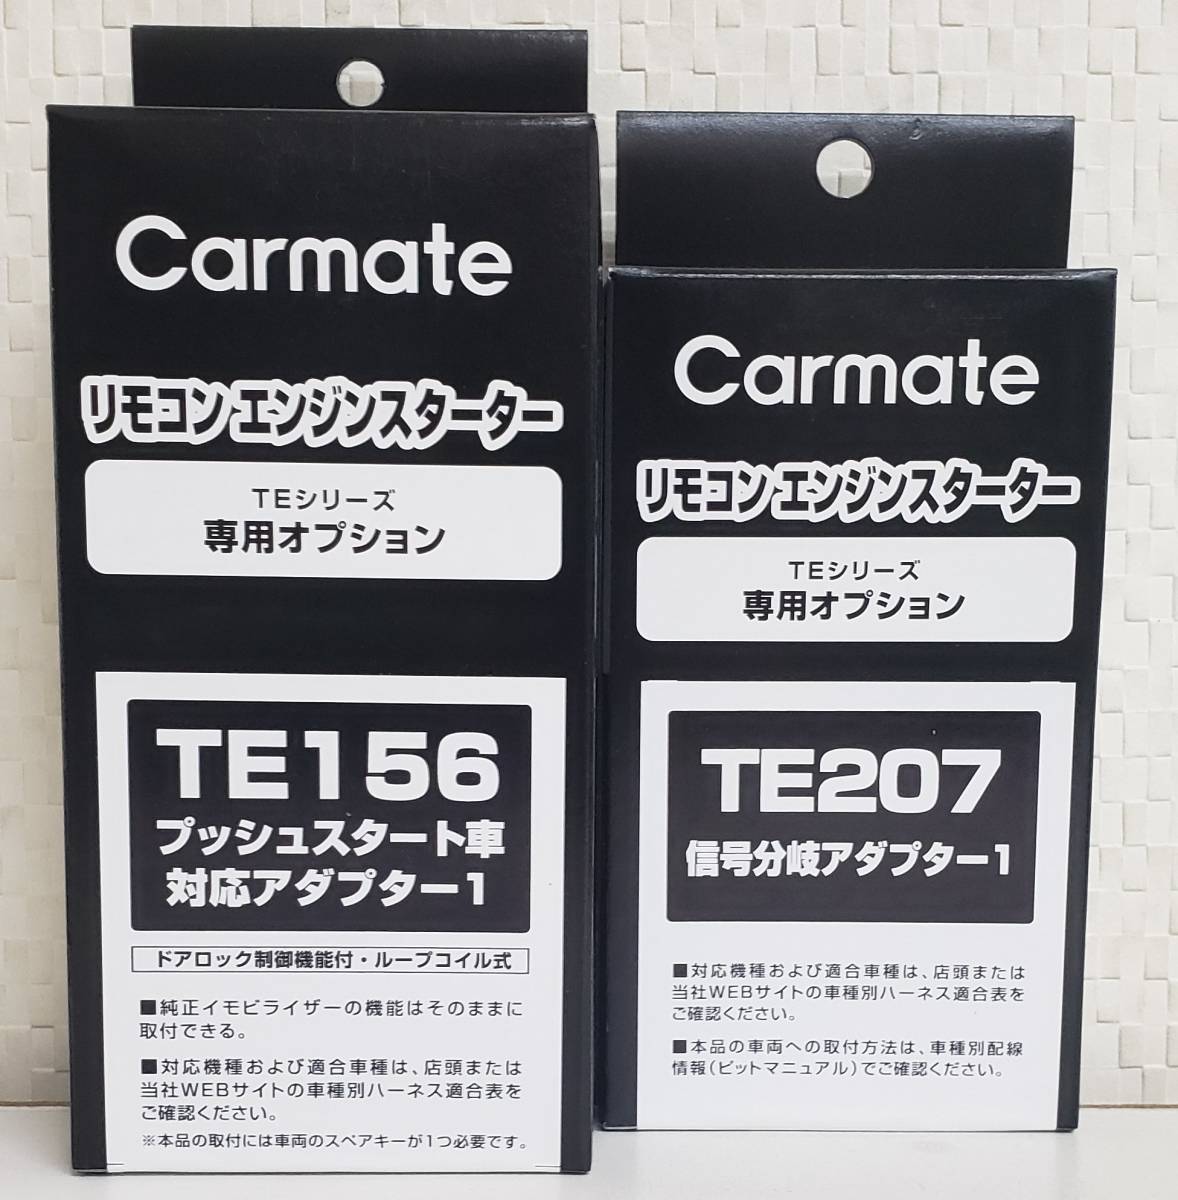 Carmate
リモコンエンジンスターター
TEシリーズ
専用オプション
TE156
プッシュスタート車
対応アダプター1
ドアロック制御機能付・ループコイル式
■純正イモビライザーの機能はそのままに
取付できる。
■対応機種および適合車種は、店頭または
当社WEBサイトの車種別ハーネス適合表を
ご確認ください。
※本品の取付には車両のスペアキーが1つ必要です。
Carmate
リモコンエンジンスターター
TEシリーズ
専用オプション
TE207
信号分岐アダプター1
■対応機種および適合車種は、店頭または
当社WEBサイトの車種別ハーネス適合表を
ご確認ください。
■本品の車両への取付方法は、車種別配線
情報(ピットマニュアル)でご確認ください。